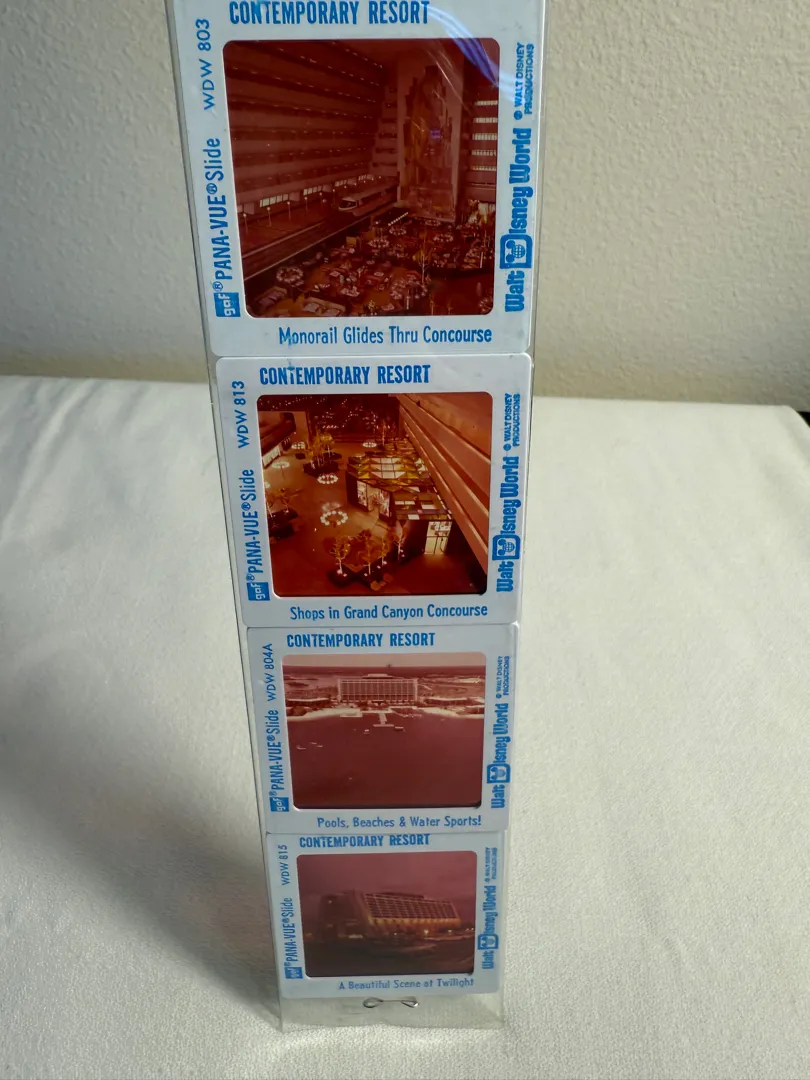 CONTEMPORARY RESORT
WDW 803
gaf® PANA-VUE® Slide
Walt Disney World © WALT DISNEY PRODUCTIONS
Monorail Glides Thru Concourse
CONTEMPORARY RESORT
WDW 813
gaf® PANA-VUE® Slide
Walt Disney World © WALT DISNEY PRODUCTIONS
Shops in Grand Canyon Concourse
CONTEMPORARY RESORT
WDW 804A
gaf® PANA-VUE® Slide
Walt Disney World © WALT DISNEY PRODUCTIONS
Pools, Beaches & Water Sports!
CONTEMPORARY RESORT
WDW 815
gaf® PANA-VUE® Slide
Walt Disney World © WALT DISNEY PRODUCTIONS
A Beautiful Scene at Twilight